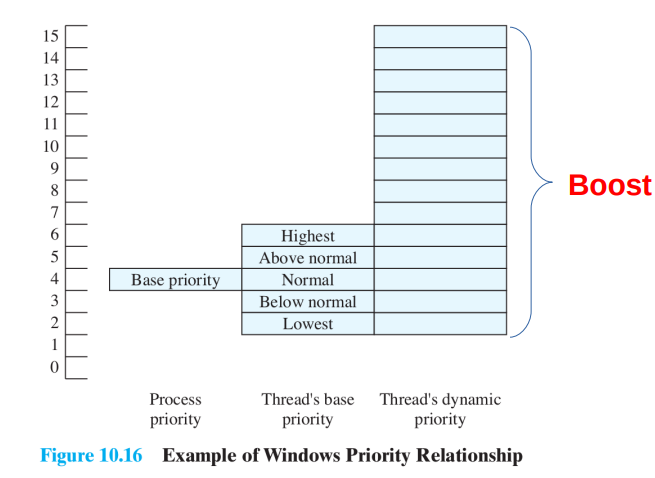 15
14
13
12
11
10
9
8
7
6
5
4
3
2
1
0
Highest
Above normal
Base priority
Normal
Below normal
Lowest
Boost
Process
priority
Thread's base
priority
Thread's dynamic
priority
Figure 10.16 Example of Windows Priority Relationship